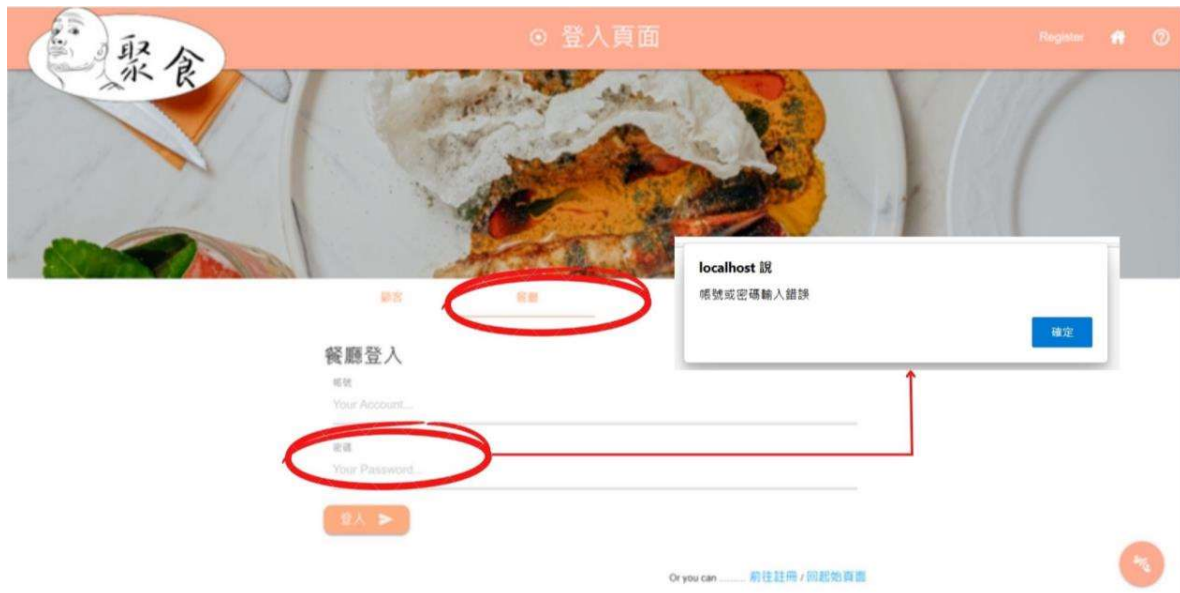 聚食
登入頁面
Register
localhost 說
帳號或密碼輸入錯誤
確定
顧客
餐廳
餐廳登入
帳號
Your Account...
密碼
Your Password...
登入
Or you can ......... 前往註冊 / 回起始頁面